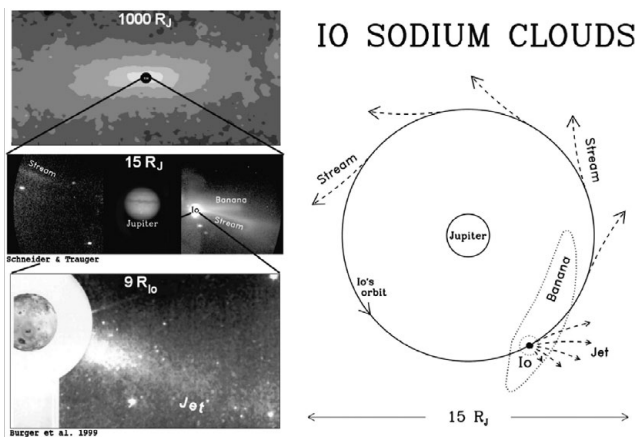 1000 RJ
Stream
15 RJ
Banana
Io
Stream
Jupiter
Schneider & Trauger
9 RIo
Jet
Burger et al. 1999
IO SODIUM CLOUDS
Stream
Stream
Jupiter
Io's
orbit
Banana
Io
Jet
15 RJ